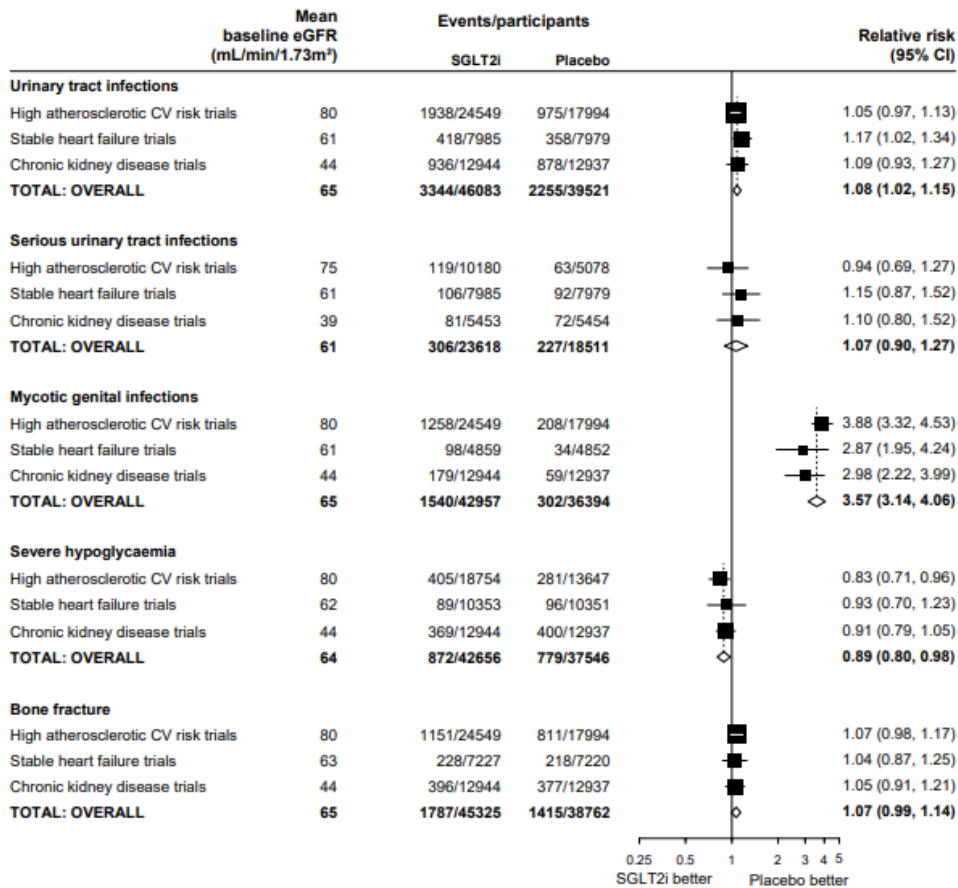 Mean
baseline eGFR
(mL/min/1.73m²)
Events/participants
SGLT2i Placebo
Relative risk
(95% CI)
Urinary tract infections
High atherosclerotic CV risk trials 80 1938/24549 975/17994 1.05 (0.97, 1.13)
Stable heart failure trials 61 418/7985 358/7979 1.17 (1.02, 1.34)
Chronic kidney disease trials 44 936/12944 878/12937 1.09 (0.93, 1.27)
TOTAL: OVERALL 65 3344/46083 2255/39521 1.08 (1.02, 1.15)
Serious urinary tract infections
High atherosclerotic CV risk trials 75 119/10180 63/5078 0.94 (0.69, 1.27)
Stable heart failure trials 61 106/7985 92/7979 1.15 (0.87, 1.52)
Chronic kidney disease trials 39 81/5453 72/5454 1.10 (0.80, 1.52)
TOTAL: OVERALL 61 306/23618 227/18511 1.07 (0.90, 1.27)
Mycotic genital infections
High atherosclerotic CV risk trials 80 1258/24549 208/17994 3.88 (3.32, 4.53)
Stable heart failure trials 61 98/4859 34/4852 2.87 (1.95, 4.24)
Chronic kidney disease trials 44 179/12944 59/12937 2.98 (2.22, 3.99)
TOTAL: OVERALL 65 1540/42957 302/36394 3.57 (3.14, 4.06)
Severe hypoglycaemia
High atherosclerotic CV risk trials 80 405/18754 281/13647 0.83 (0.71, 0.96)
Stable heart failure trials 62 89/10353 96/10351 0.93 (0.70, 1.23)
Chronic kidney disease trials 44 369/12944 400/12937 0.91 (0.79, 1.05)
TOTAL: OVERALL 64 872/42656 779/37546 0.89 (0.80, 0.98)
Bone fracture
High atherosclerotic CV risk trials 80 1151/24549 811/17994 1.07 (0.98, 1.17)
Stable heart failure trials 63 228/7227 218/7220 1.04 (0.87, 1.25)
Chronic kidney disease trials 44 396/12944 377/12937 1.05 (0.91, 1.21)
TOTAL: OVERALL 65 1787/45325 1415/38762 1.07 (0.99, 1.14)
0.25 0.5 1 2 3 4 5
SGLT2i better Placebo better